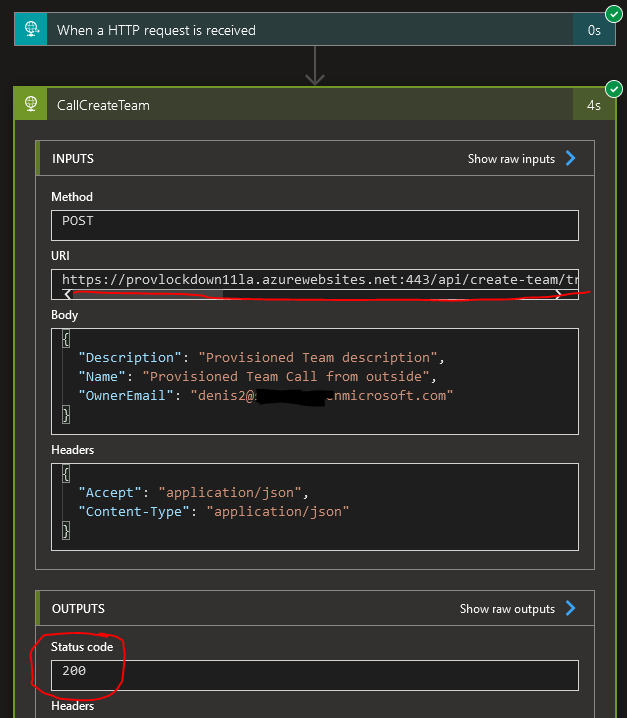 When a HTTP request is received
0s
CallCreateTeam
4s
INPUTS
Show raw inputs
Method
POST
URI
https://provlockdown11la.azurewebsites.net:443/api/create-team/tr
Body
{
"Description": "Provisioned Team description",
"Name": "Provisioned Team Call from outside",
"OwnerEmail": "denis2@ nmicrosoft.com"
}
Headers
{
"Accept": "application/json",
"Content-Type": "application/json"
}
OUTPUTS
Show raw outputs
Status code
200
Headers